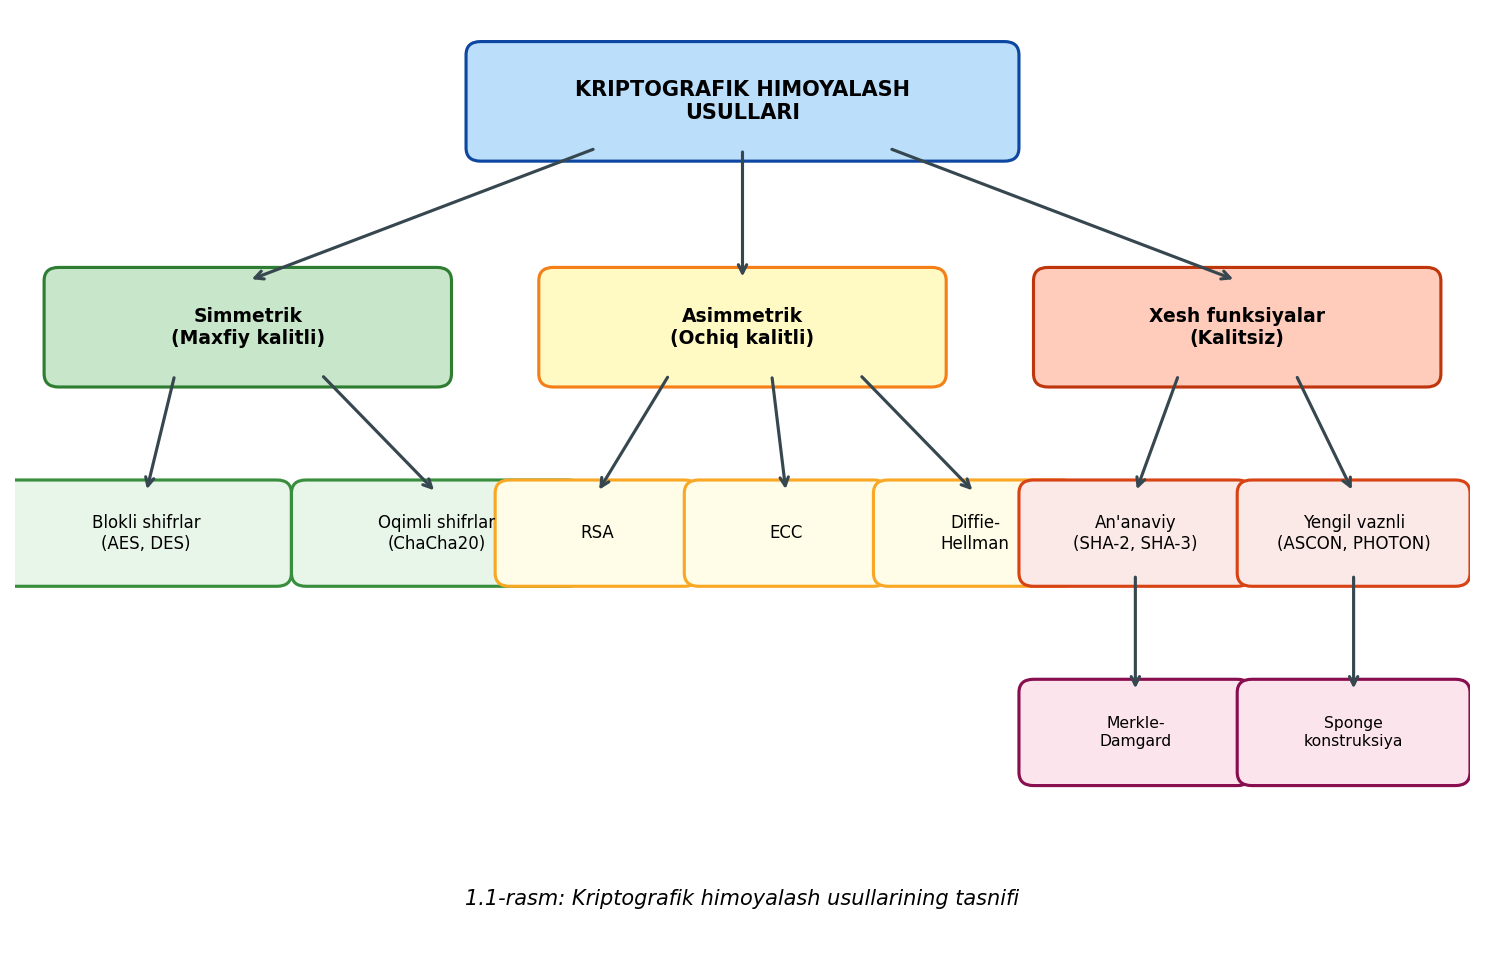 KRIPTOGRAFIK HIMOYALASH
USULLARI
Simmetrik
(Maxfiy kalitli)
Asimmetrik
(Ochiq kalitli)
Xesh funksiyalar
(Kalitsiz)
Blokli shifrlar
(AES, DES)
Oqimli shifrlar
(ChaCha20)
RSA
ECC
Diffie-
Hellman
An'anaviy
(SHA-2, SHA-3)
Yengil vaznli
(ASCON, PHOTON)
Merkle-
Damgard
Sponge
konstruksiya
1.1-rasm: Kriptografik himoyalash usullarining tasnifi